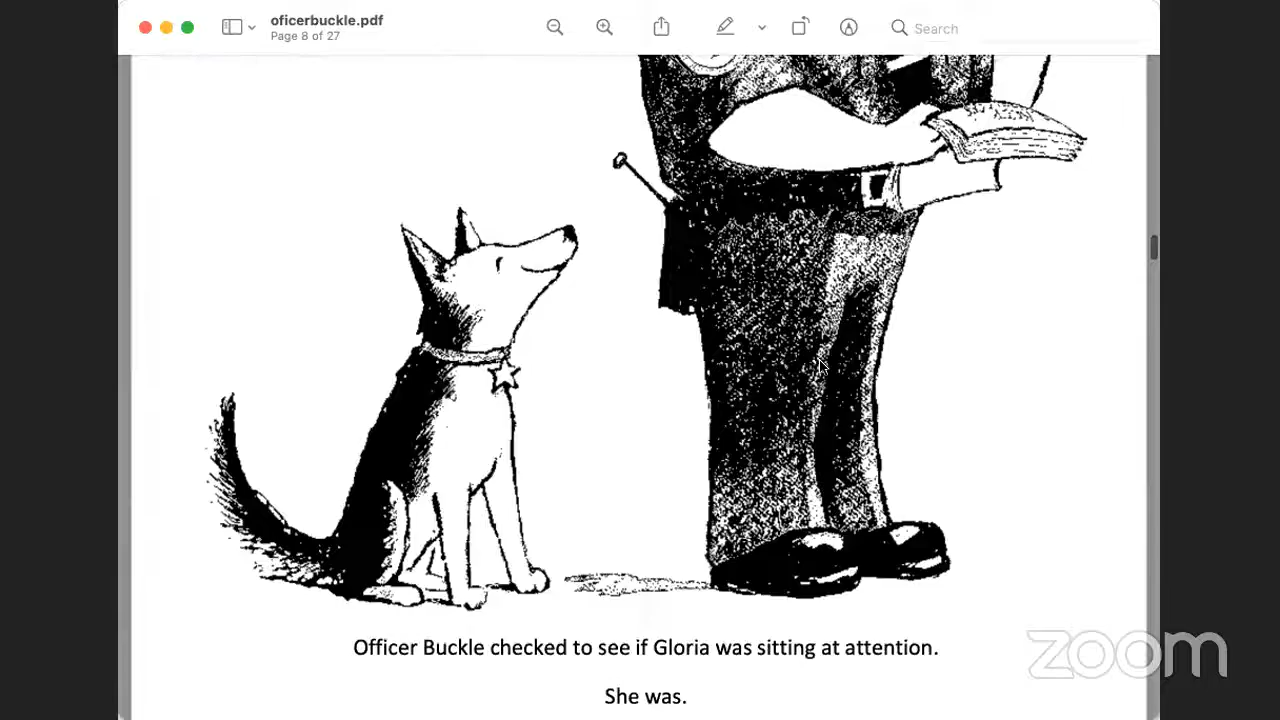 oficerbuckle.pdf
Page 8 of 27
Search
Officer Buckle checked to see if Gloria was sitting at attention.
She was.
zoom